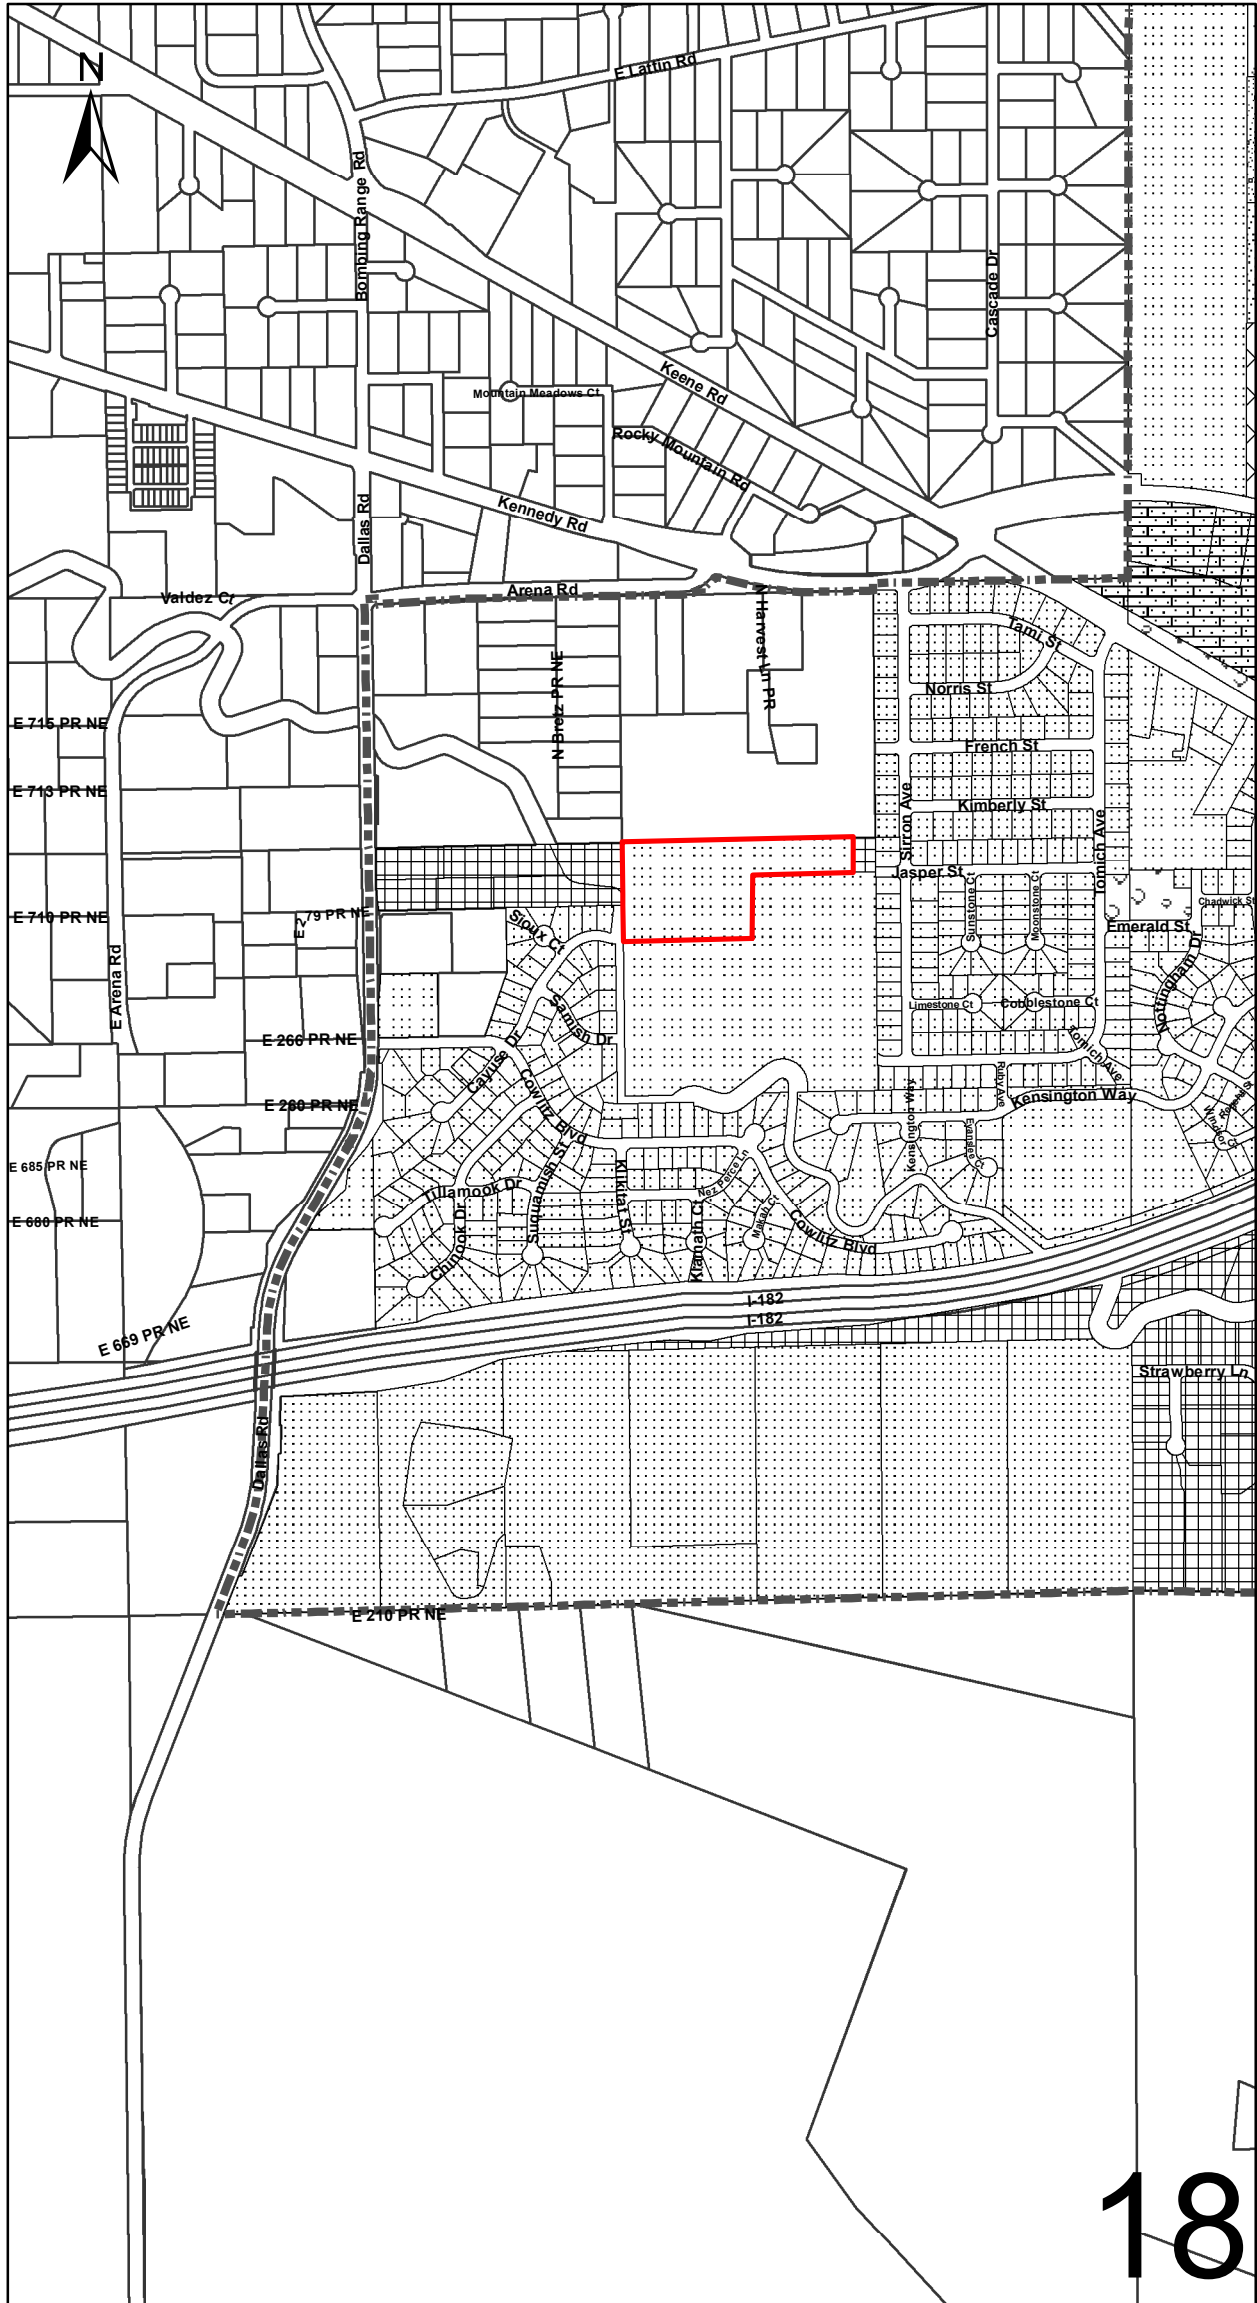 N
E Lattin Rd
Bombing Range Rd
Cascade Dr
Keene Rd
Mountain Meadows Ct
Rocky Mountain Rd
Kennedy Rd
Dallas Rd
Valdez Ct
Arena Rd
N Harvest Ln PR
Tami St
N Bretz PR NE
Norris St
E 715 PR NE
French St
E 713 PR NE
Kimberly St
Sirron Ave
Tomich Ave
Jasper St
Sunstone Ct
Moonstone Ct
Chadwick St
E 710 PR NE
E 279 PR NE
Sioux Ct
Emerald St
Nottingham Dr
E Arena Rd
Limestone Ct
Cobblestone Ct
Samish Dr
E 266 PR NE
Tomich Ave
Cayuse Dr
Ruby Ave
Kensington Way
E 260 PR NE
Cowlitz Blvd
Kensington Way
Evanslee Ct
Windsor Ct
E 685 PR NE
Suquamish St
Klikitat St
Nez Perce Ln
Tillamook Dr
Makah Ct
E 680 PR NE
Chinook Dr
Klamath Ct
Cowlitz Blvd
I-182
I-182
E 669 PR NE
Strawberry Ln
Dallas Rd
E 210 PR NE
18